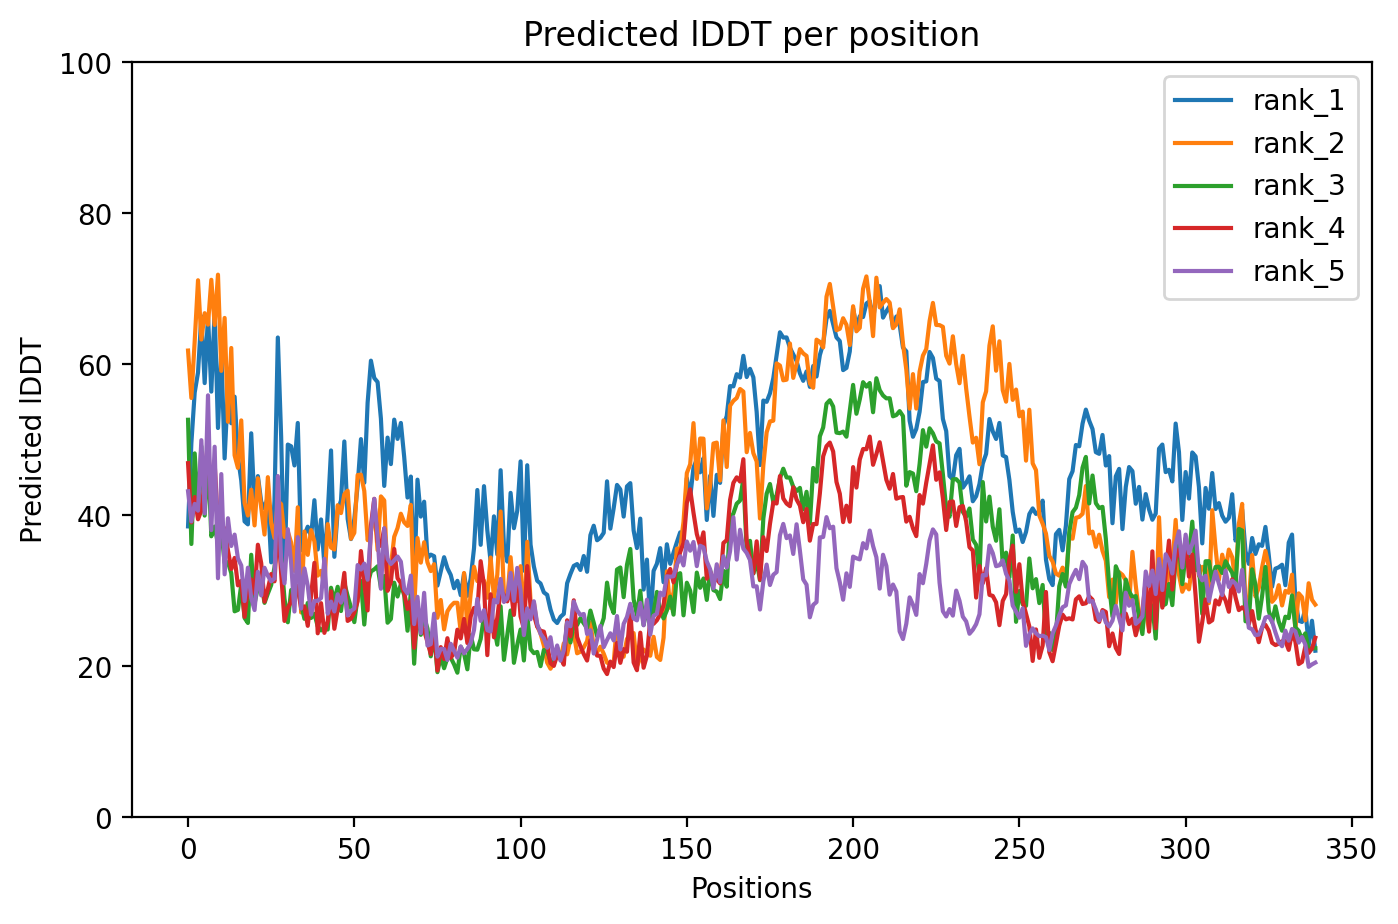 Predicted lDDT per position
100
80
60
40
20
0
Predicted lDDT
rank_1
rank_2
rank_3
rank_4
rank_5
0 50 100 150 200 250 300 350
Positions